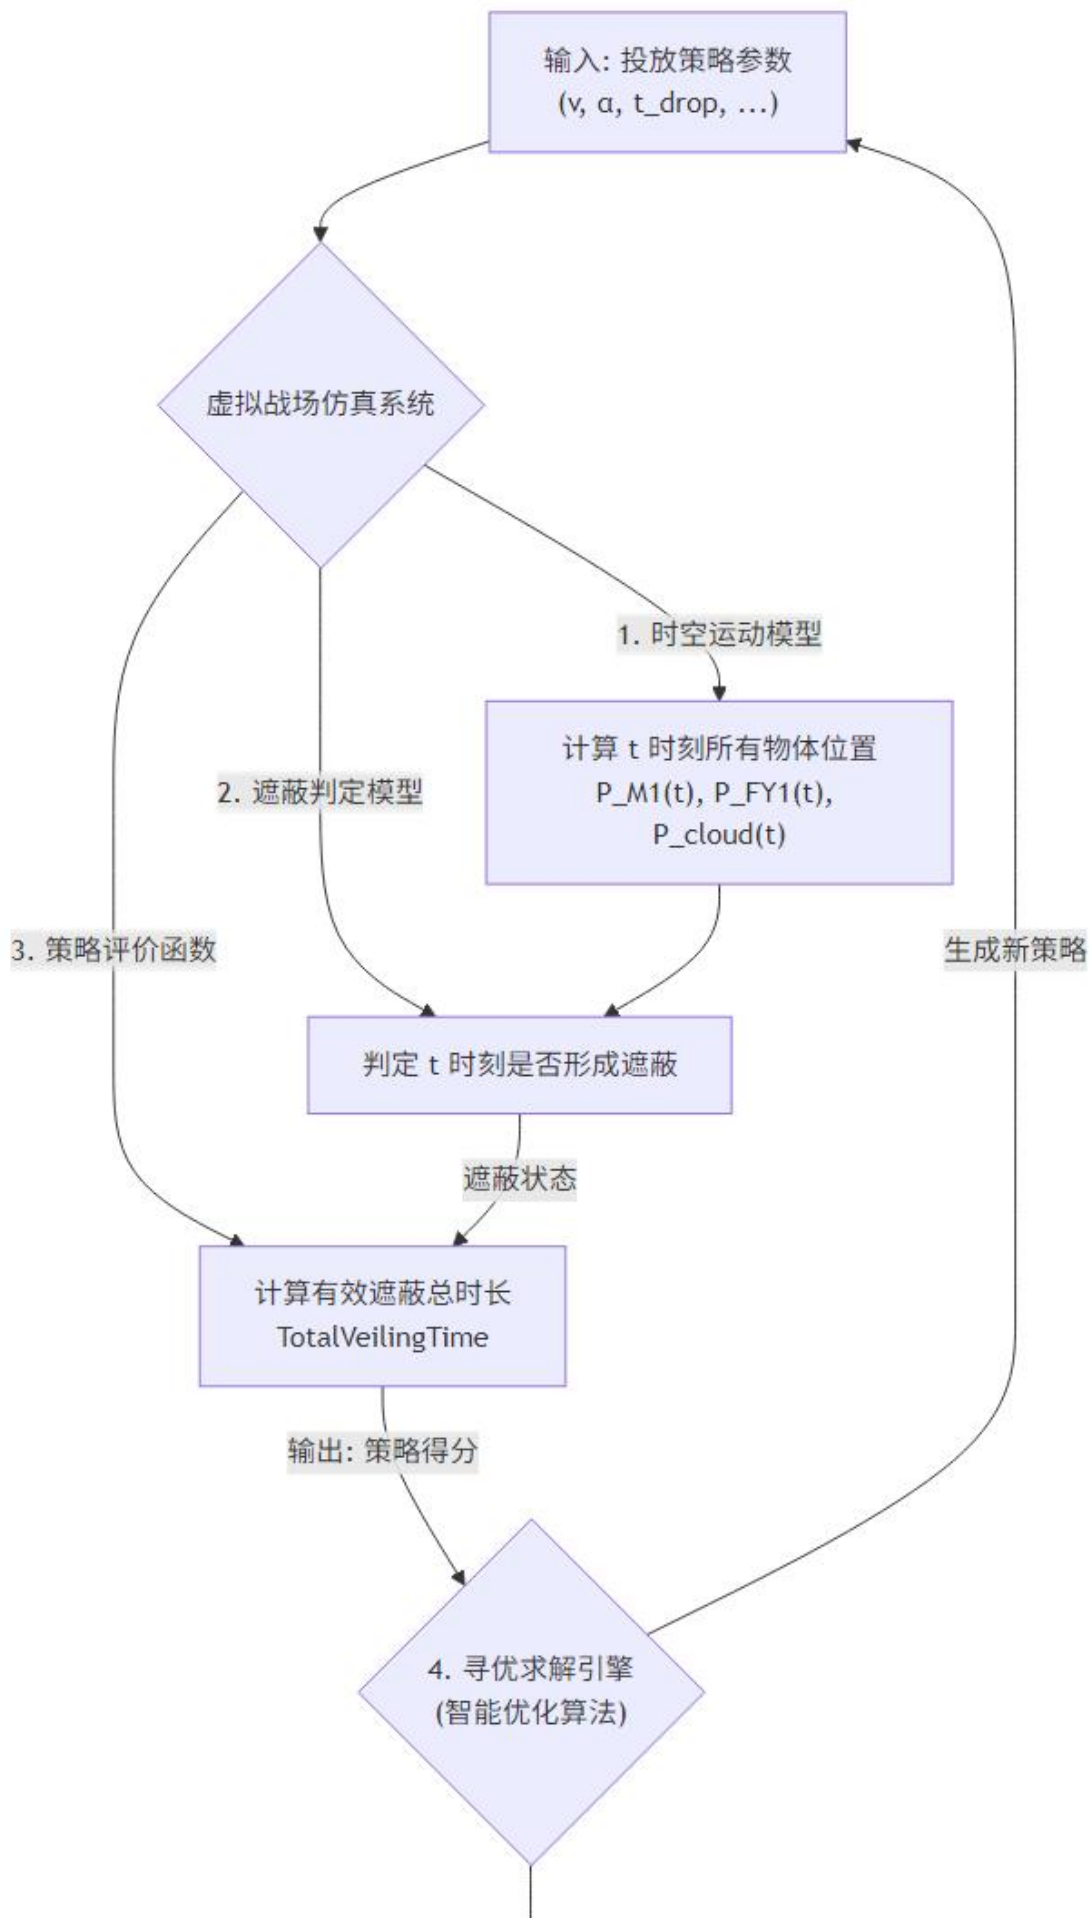 输入: 投放策略参数
(v, α, t_drop, ...)
虚拟战场仿真系统
1. 时空运动模型
计算 t 时刻所有物体位置
P_M1(t), P_FY1(t),
P_cloud(t)
2. 遮蔽判定模型
3. 策略评价函数
生成新策略
判定 t 时刻是否形成遮蔽
遮蔽状态
计算有效遮蔽总时长
TotalVeilingTime
输出: 策略得分
4. 寻优求解引擎
(智能优化算法)